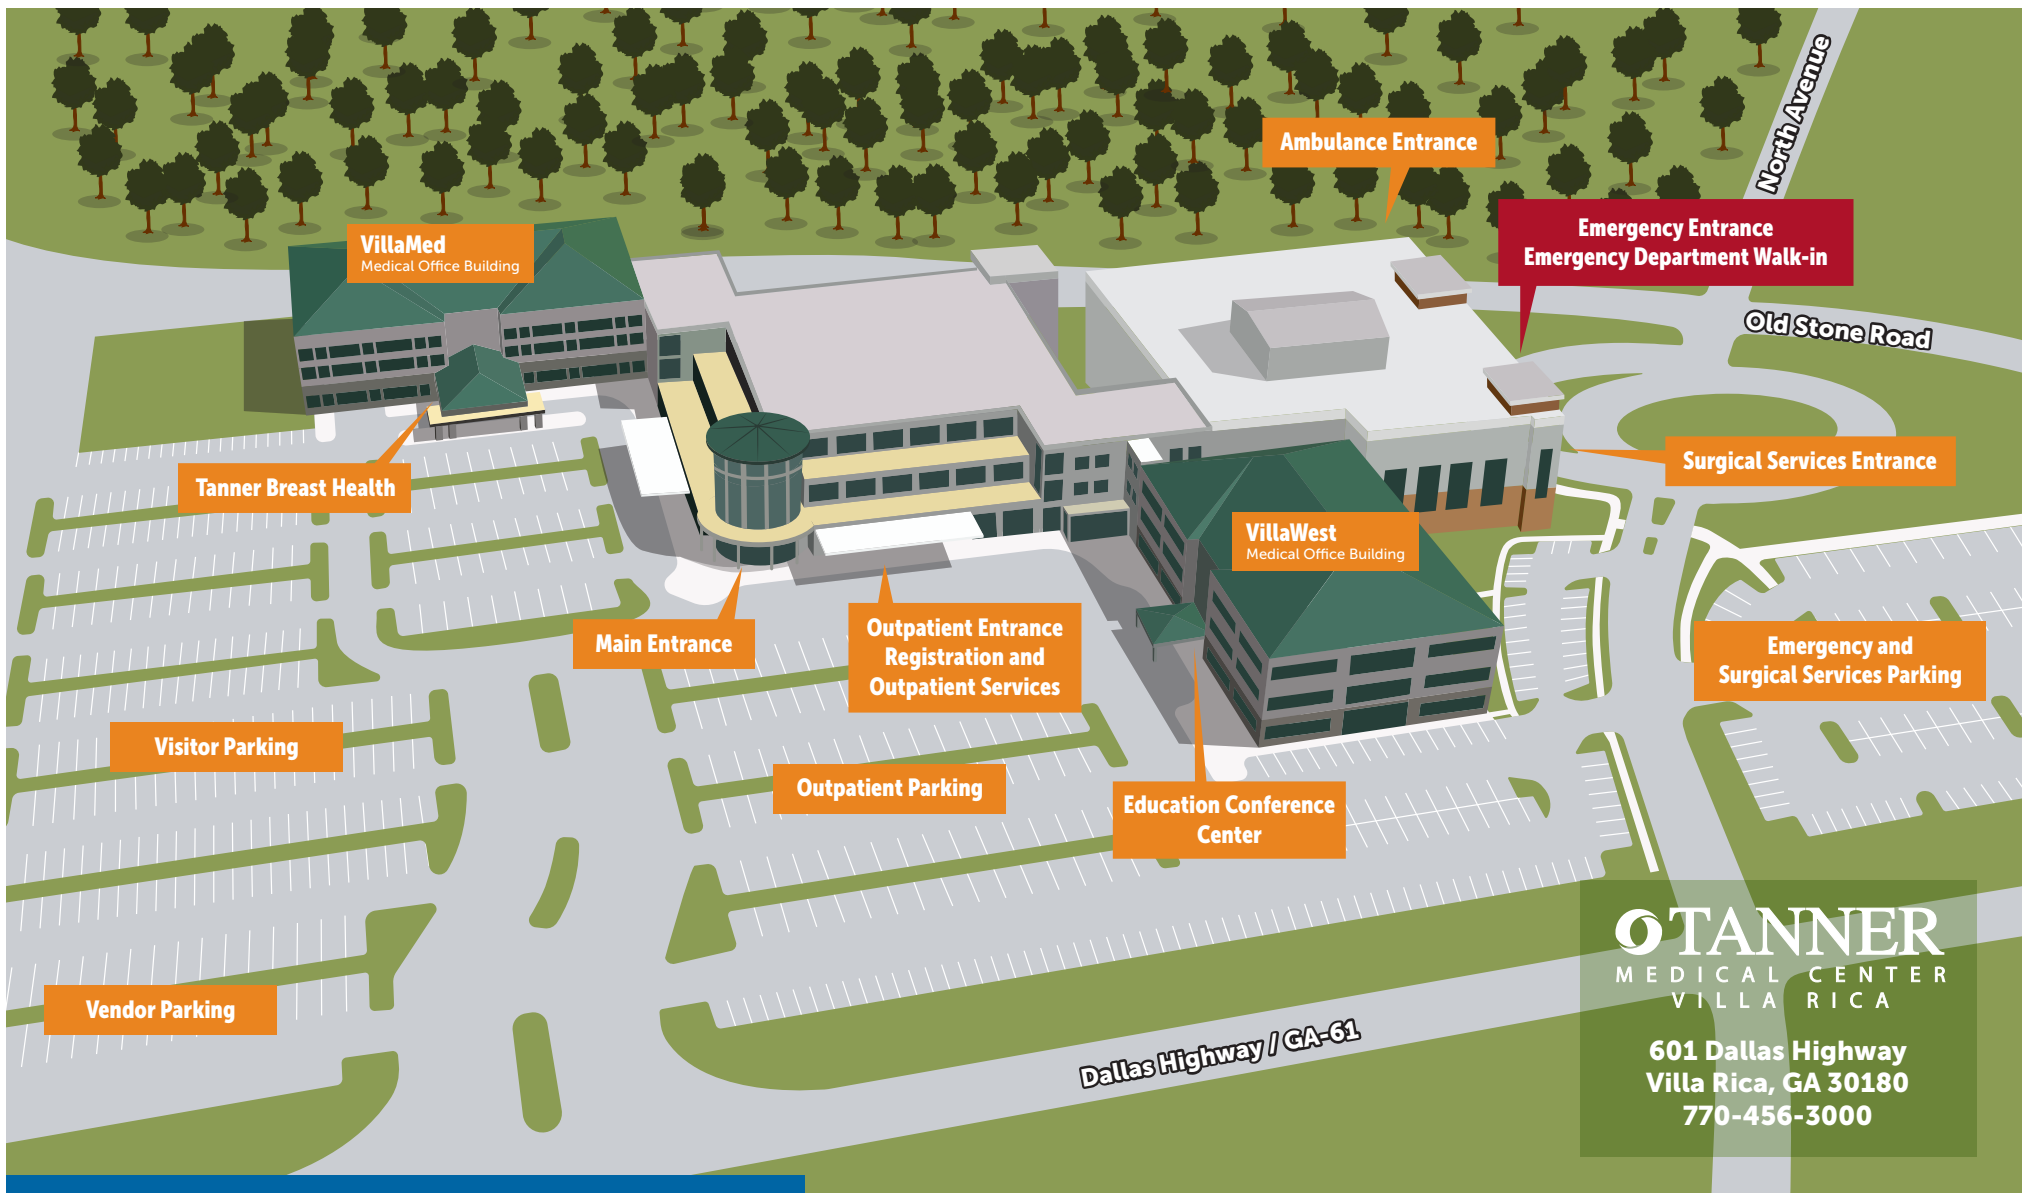 North Avenue
Ambulance Entrance
Emergency Entrance
Emergency Department Walk-in
VillaMed
Medical Office Building
Old Stone Road
Surgical Services Entrance
Tanner Breast Health
VillaWest
Medical Office Building
Main Entrance
Outpatient Entrance
Registration and
Outpatient Services
Emergency and
Surgical Services Parking
Visitor Parking
Outpatient Parking
Education Conference
Center
Vendor Parking
Dallas Highway / GA-61
TANNER
MEDICAL CENTER
VILLA RICA
601 Dallas Highway
Villa Rica, GA 30180
770-456-3000